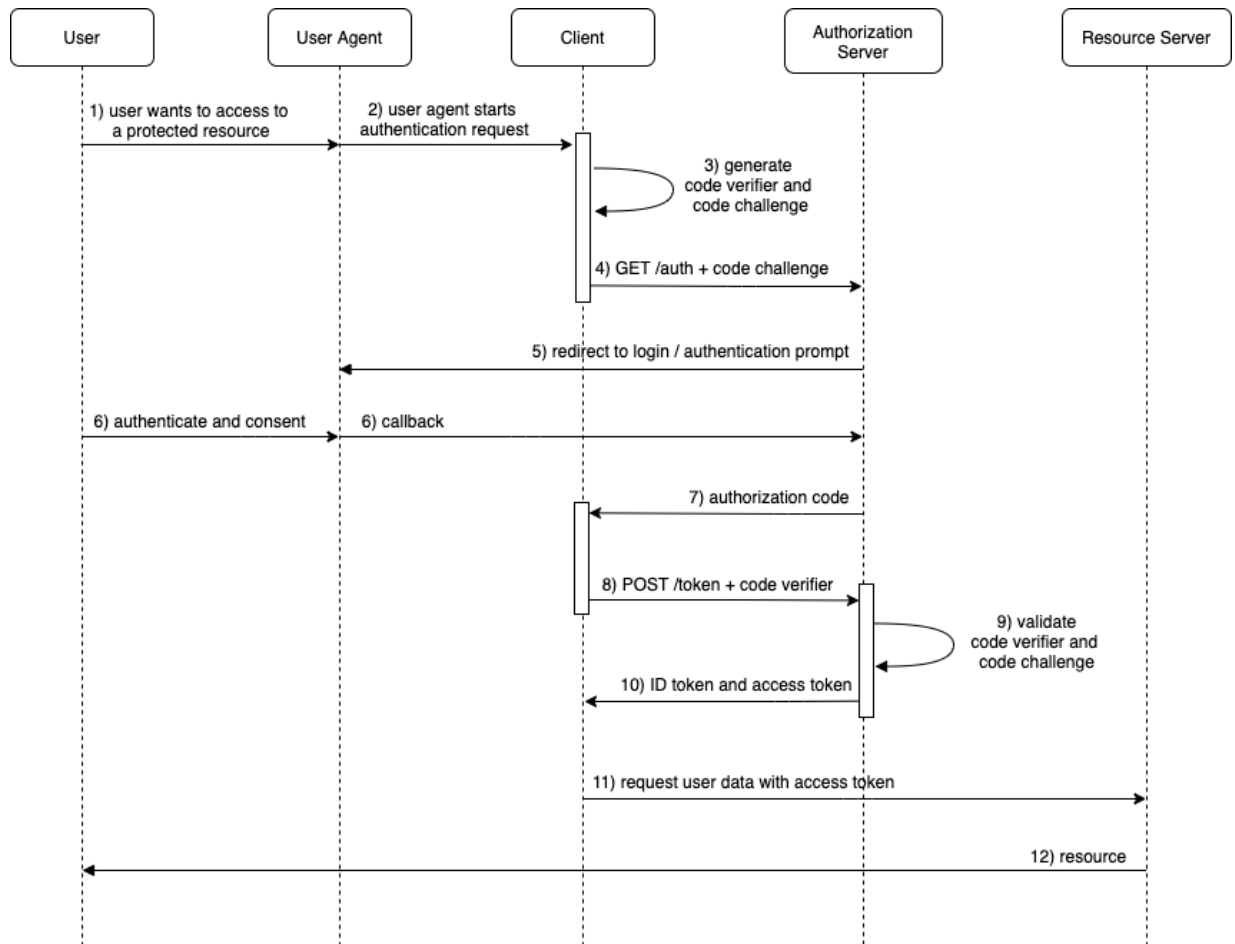 User
User Agent
Client
Authorization
Server
Resource Server
1) user wants to access to
a protected resource
2) user agent starts
authentication request
3) generate
code verifier and
code challenge
4) GET /auth + code challenge
5) redirect to login / authentication prompt
6) authenticate and consent
6) callback
7) authorization code
8) POST /token + code verifier
9) validate
code verifier and
code challenge
10) ID token and access token
11) request user data with access token
12) resource